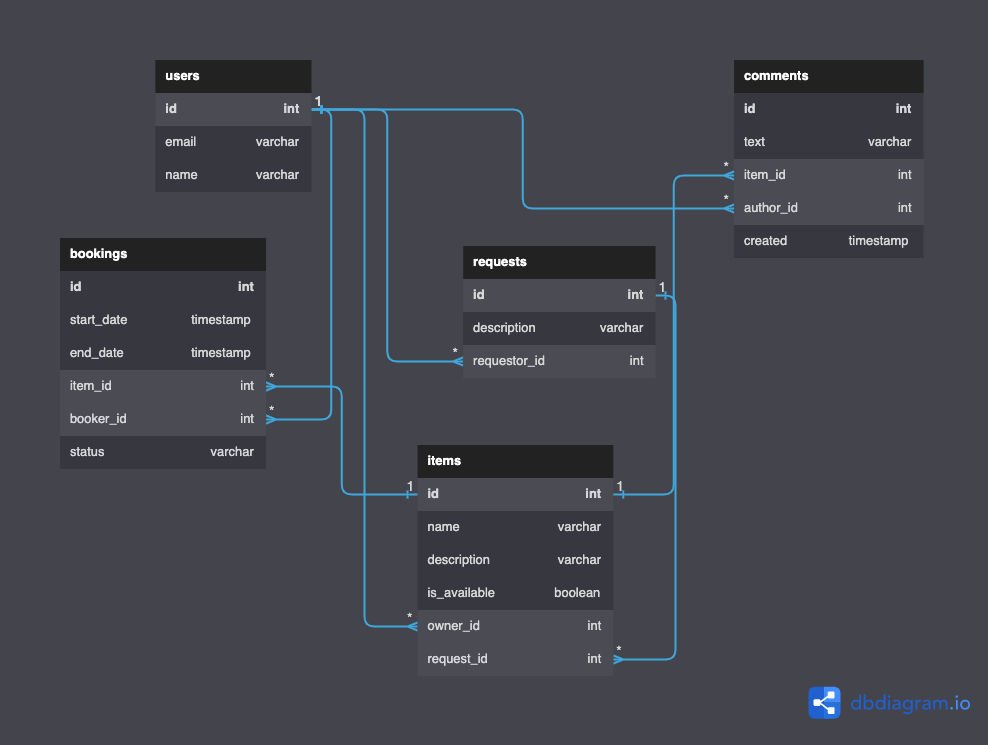 users
id int
email varchar
name varchar
1
comments
id int
text varchar
* item_id int
* author_id int
created timestamp
bookings
id int
start_date timestamp
end_date timestamp
item_id int *
booker_id int *
status varchar
requests
id int 1
description varchar
* requestor_id int
items
1 id int 1
name varchar
description varchar
is_available boolean
* owner_id int
request_id int *
dbdiagram.io